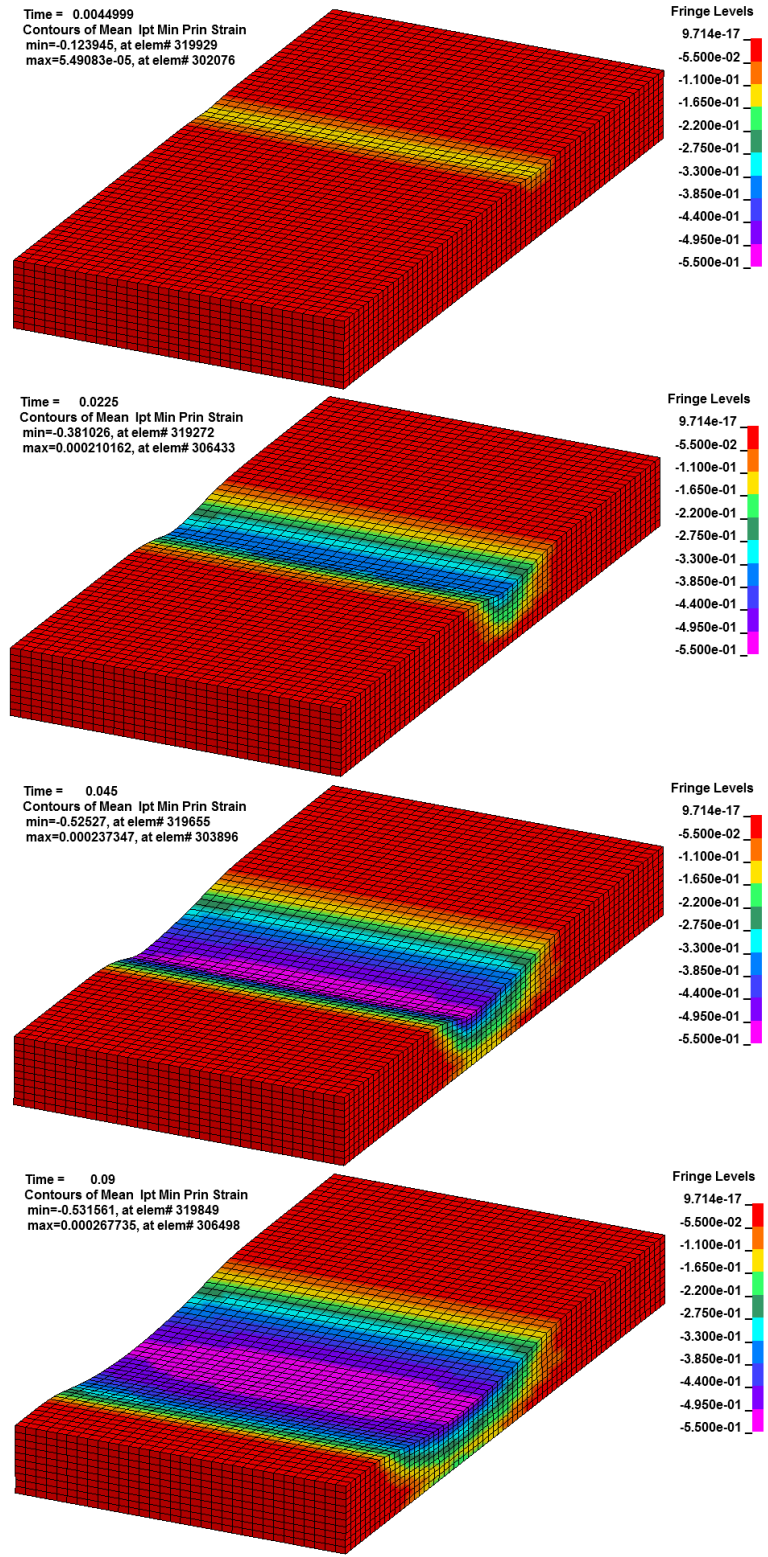 Time =   0.0044999
Contours of Mean  Ipt Min Prin Strain
min=-0.123945, at elem# 319929
max=5.49083e-05, at elem# 302076
Fringe Levels
9.714e-17
-5.500e-02
-1.100e-01
-1.650e-01
-2.200e-01
-2.750e-01
-3.300e-01
-3.850e-01
-4.400e-01
-4.950e-01
-5.500e-01
Time =     0.0225
Contours of Mean  Ipt Min Prin Strain
min=-0.381026, at elem# 319272
max=0.000210162, at elem# 306433
Fringe Levels
9.714e-17
-5.500e-02
-1.100e-01
-1.650e-01
-2.200e-01
-2.750e-01
-3.300e-01
-3.850e-01
-4.400e-01
-4.950e-01
-5.500e-01
Time =      0.045
Contours of Mean  Ipt Min Prin Strain
min=-0.52527, at elem# 319655
max=0.000237347, at elem# 303896
Fringe Levels
9.714e-17
-5.500e-02
-1.100e-01
-1.650e-01
-2.200e-01
-2.750e-01
-3.300e-01
-3.850e-01
-4.400e-01
-4.950e-01
-5.500e-01
Time =       0.09
Contours of Mean  Ipt Min Prin Strain
min=-0.531561, at elem# 319849
max=0.000267735, at elem# 306498
Fringe Levels
9.714e-17
-5.500e-02
-1.100e-01
-1.650e-01
-2.200e-01
-2.750e-01
-3.300e-01
-3.850e-01
-4.400e-01
-4.950e-01
-5.500e-01